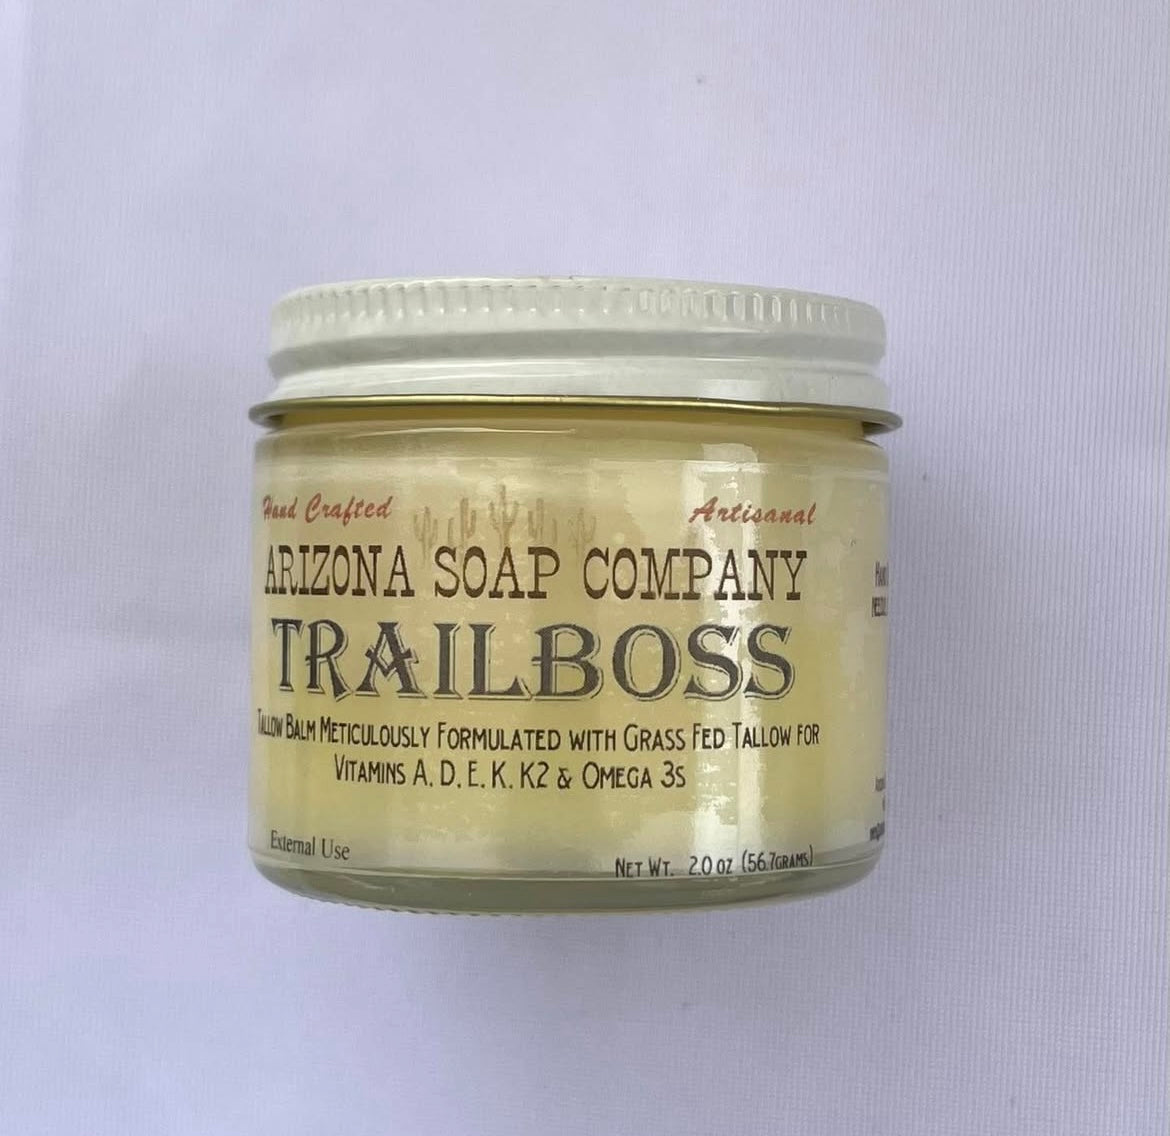 Hand Crafted
Artisanal
ARIZONA SOAP COMPANY
TRAILBOSS
TALLOW BALM METICULOUSLY FORMULATED WITH GRASS FED TALLOW FOR
VITAMINS A, D, E, K, K2 & OMEGA 3S
External Use
NET WT. 2.0 OZ (56.7GRAMS)